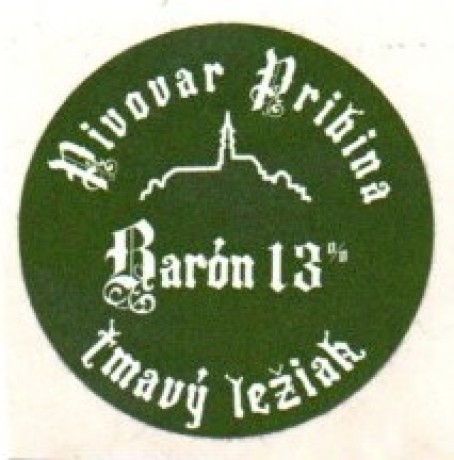 Pivovar Pribina
Barón 13%
tmavý ležiak